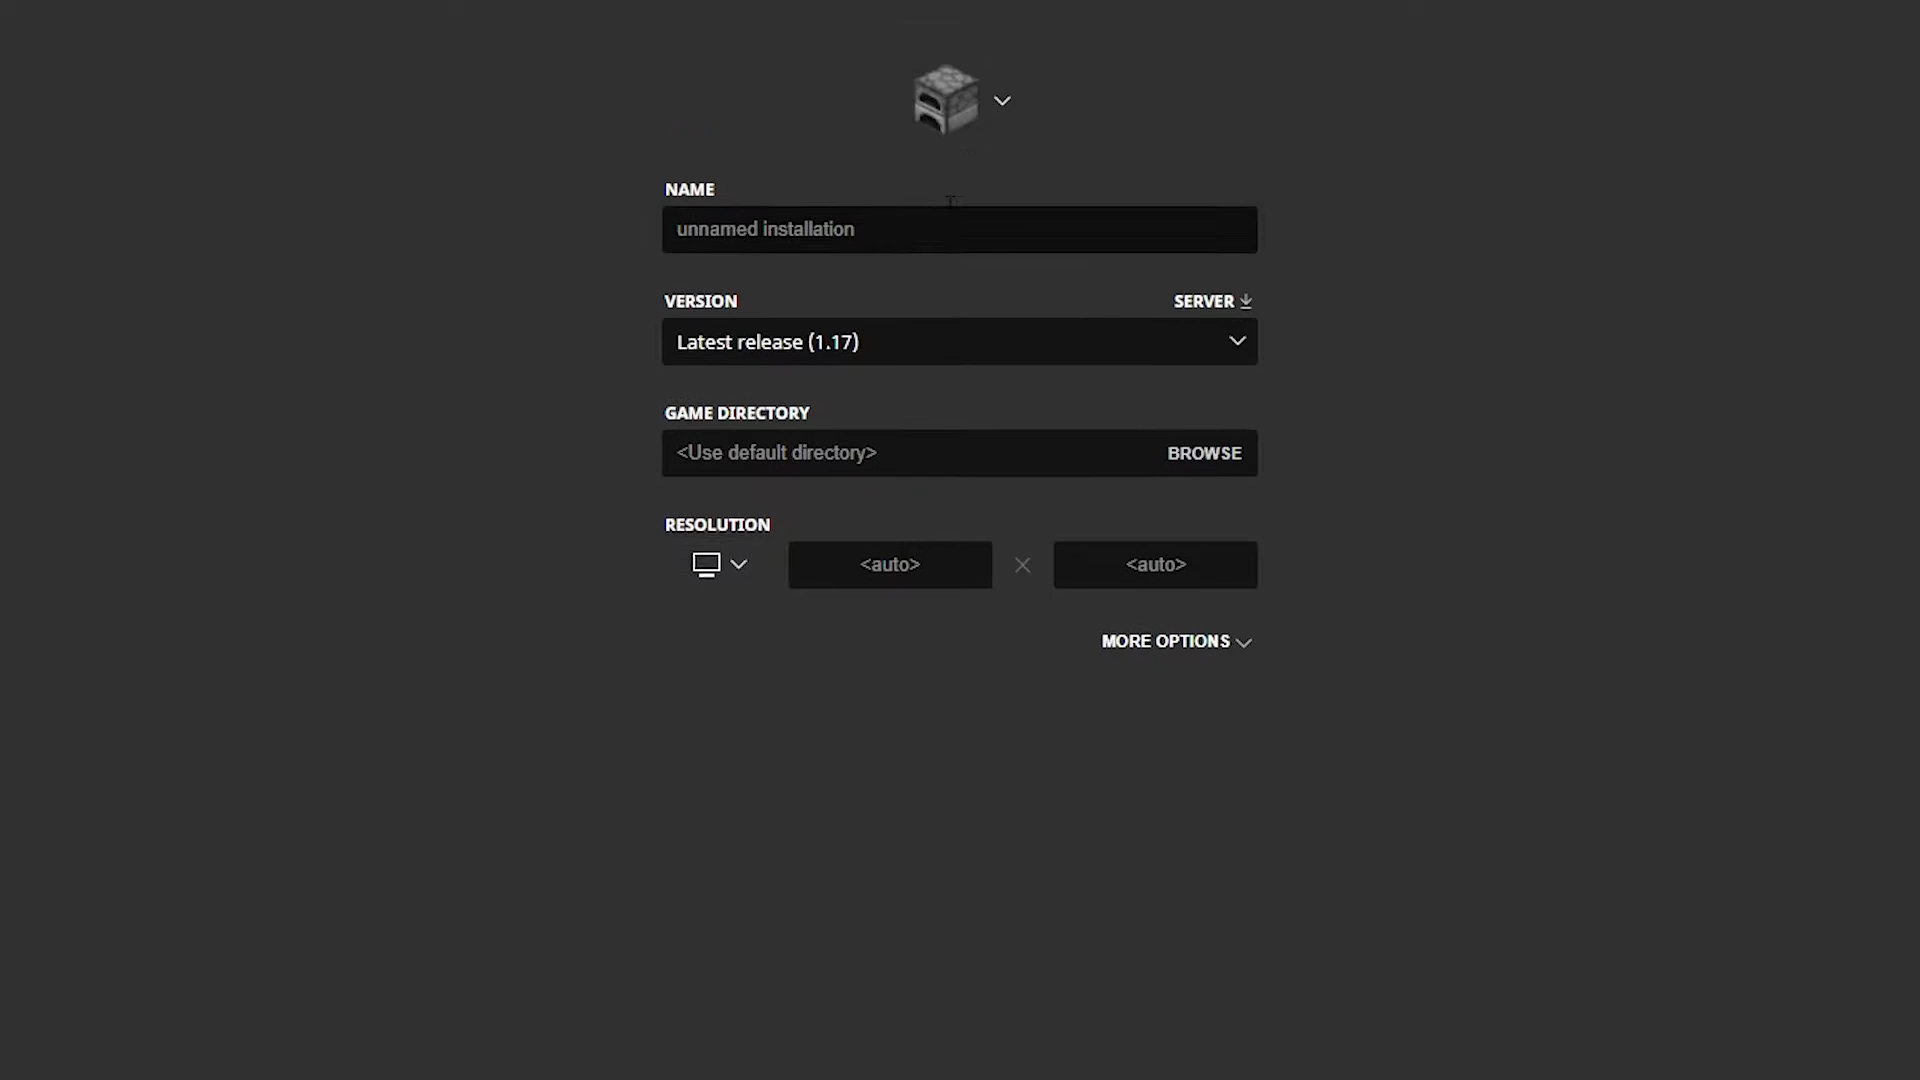 NAME
unnamed installation
VERSION
SERVER
Latest release (1.17)
GAME DIRECTORY
<Use default directory>
BROWSE
RESOLUTION
<auto>
<auto>
MORE OPTIONS